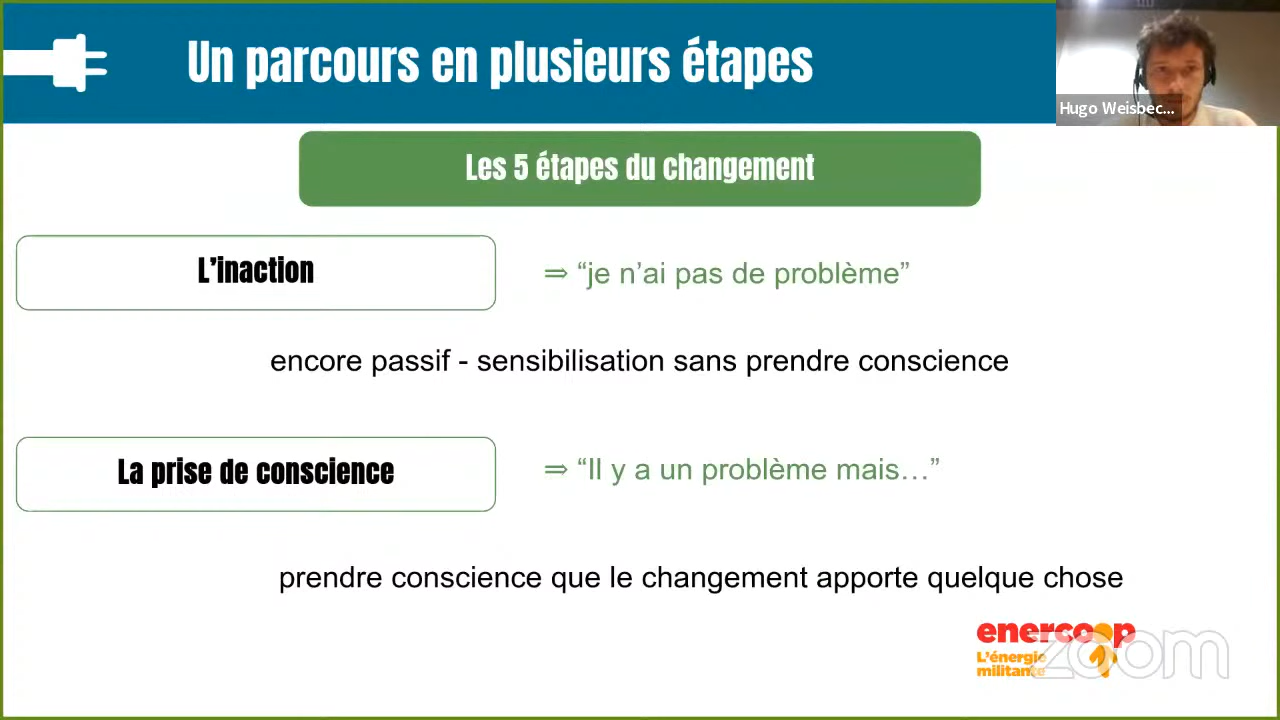 Un parcours en plusieurs étapes
Hugo Weisbec...
Les 5 étapes du changement
L’inaction
⇒ “je n’ai pas de problème”
encore passif - sensibilisation sans prendre conscience
La prise de conscience
⇒ “Il y a un problème mais…”
prendre conscience que le changement apporte quelque chose
enercoop
L’énergie
militante
zoom